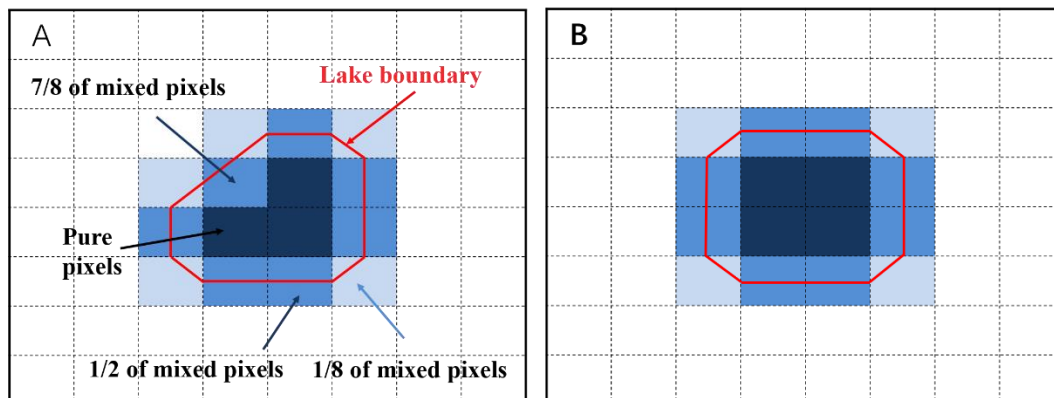 A
7/8 of mixed pixels
Lake boundary
Pure
pixels
1/2 of mixed pixels
1/8 of mixed pixels
B